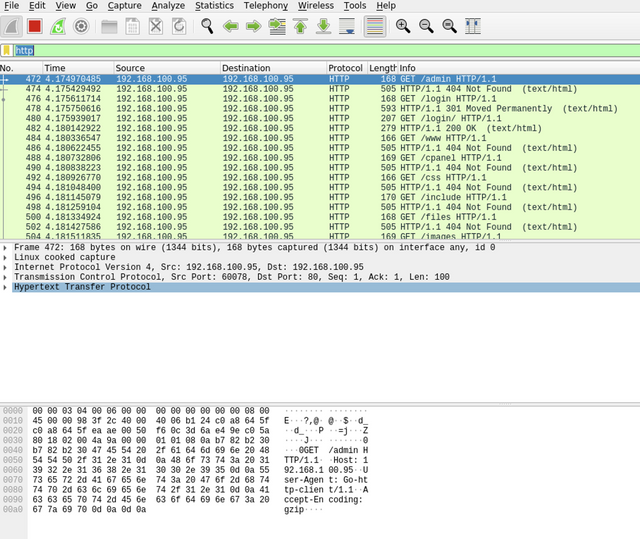 File Edit View Go Capture Analyze Statistics Telephony Wireless Tools Help
http
No. Time Source Destination Protocol Length Info
472 4.174970485 192.168.100.95 192.168.100.95 HTTP 168 GET /admin HTTP/1.1
474 4.175429492 192.168.100.95 192.168.100.95 HTTP 505 HTTP/1.1 404 Not Found (text/html)
476 4.175611714 192.168.100.95 192.168.100.95 HTTP 168 GET /login HTTP/1.1
478 4.175750616 192.168.100.95 192.168.100.95 HTTP 593 HTTP/1.1 301 Moved Permanently (text/html)
480 4.175939017 192.168.100.95 192.168.100.95 HTTP 207 GET /login/ HTTP/1.1
482 4.180142922 192.168.100.95 192.168.100.95 HTTP 279 HTTP/1.1 200 OK (text/html)
484 4.180336547 192.168.100.95 192.168.100.95 HTTP 166 GET /www HTTP/1.1
486 4.180622455 192.168.100.95 192.168.100.95 HTTP 505 HTTP/1.1 404 Not Found (text/html)
488 4.180732806 192.168.100.95 192.168.100.95 HTTP 169 GET /cpanel HTTP/1.1
490 4.180838223 192.168.100.95 192.168.100.95 HTTP 505 HTTP/1.1 404 Not Found (text/html)
492 4.180926770 192.168.100.95 192.168.100.95 HTTP 166 GET /css HTTP/1.1
494 4.181048400 192.168.100.95 192.168.100.95 HTTP 505 HTTP/1.1 404 Not Found (text/html)
496 4.181145079 192.168.100.95 192.168.100.95 HTTP 170 GET /include HTTP/1.1
498 4.181259104 192.168.100.95 192.168.100.95 HTTP 505 HTTP/1.1 404 Not Found (text/html)
500 4.181334924 192.168.100.95 192.168.100.95 HTTP 168 GET /files HTTP/1.1
502 4.181427586 192.168.100.95 192.168.100.95 HTTP 505 HTTP/1.1 404 Not Found (text/html)
504 4.181511835 192.168.100.95 192.168.100.95 HTTP 169 GET /images HTTP/1.1
Frame 472: 168 bytes on wire (1344 bits), 168 bytes captured (1344 bits) on interface any, id 0
Linux cooked capture
Internet Protocol Version 4, Src: 192.168.100.95, Dst: 192.168.100.95
Transmission Control Protocol, Src Port: 60078, Dst Port: 80, Seq: 1, Ack: 1, Len: 100
Hypertext Transfer Protocol
0000 00 00 03 04 00 06 00 00 00 00 00 00 00 00 08 00 ········ ········
0010 45 00 00 98 3f 2c 40 00 40 06 b1 24 c0 a8 64 5f E···?,@· @··$··d_
0020 c0 a8 64 5f ea ae 00 50 f6 0c 3d 6a e4 9e c0 5a ··d_···P ··=j···Z
0030 80 18 02 00 4a 9a 00 00 01 01 08 0a b7 82 b2 30 ····J··· ·······0
0040 b7 82 b2 30 47 45 54 20 2f 61 64 6d 69 6e 20 48 ···0GET /admin H
0050 54 54 50 2f 31 2e 31 0d 0a 48 6f 73 74 3a 20 31 TTP/1.1· ·Host: 1
0060 39 32 2e 31 36 38 2e 31 30 30 2e 39 35 0d 0a 55 92.168.1 00.95··U
0070 73 65 72 2d 41 67 65 6e 74 3a 20 47 6f 2d 68 74 ser-Agen t: Go-ht
0080 74 70 2d 63 6c 69 65 6e 74 2f 31 2e 31 0d 0a 41 tp-clien t/1.1··A
0090 63 63 65 70 74 2d 45 6e 63 6f 64 69 6e 67 3a 20 ccept-En coding:
00a0 67 7a 69 70 0d 0a 0d 0a gzip····